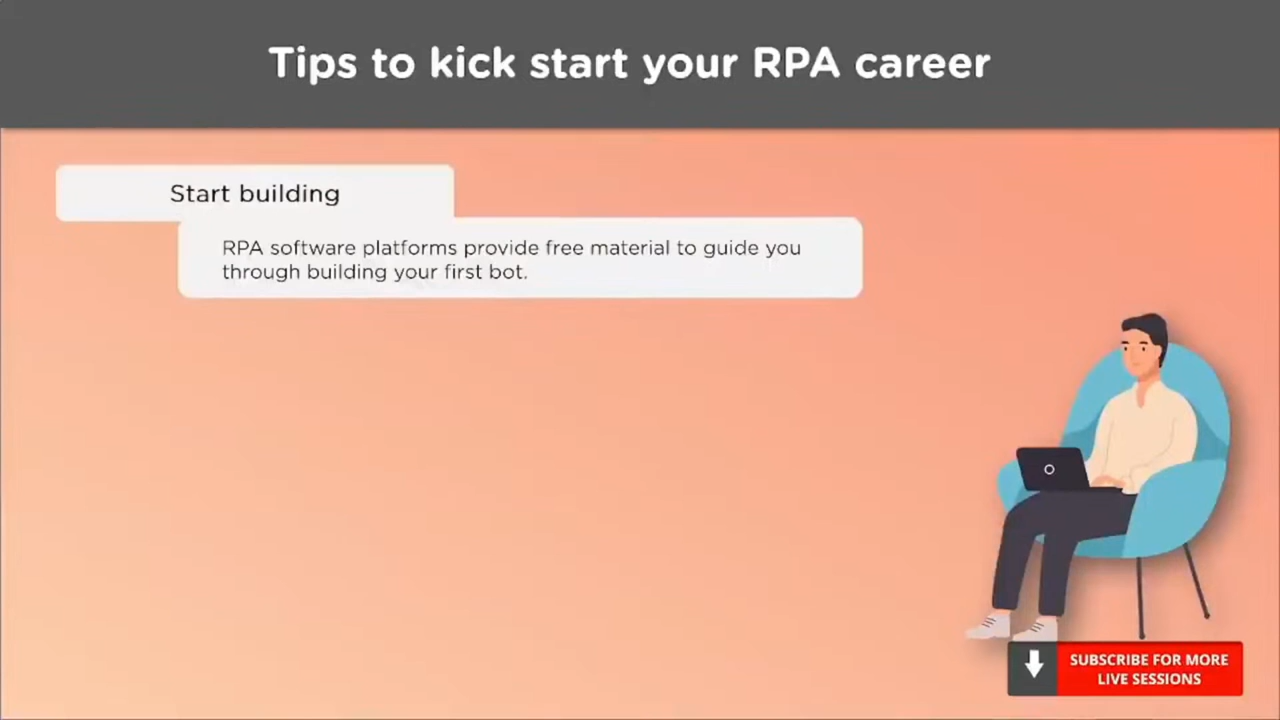 Tips to kick start your RPA career
Start building
RPA software platforms provide free material to guide you
through building your first bot.
SUBSCRIBE FOR MORE
LIVE SESSIONS